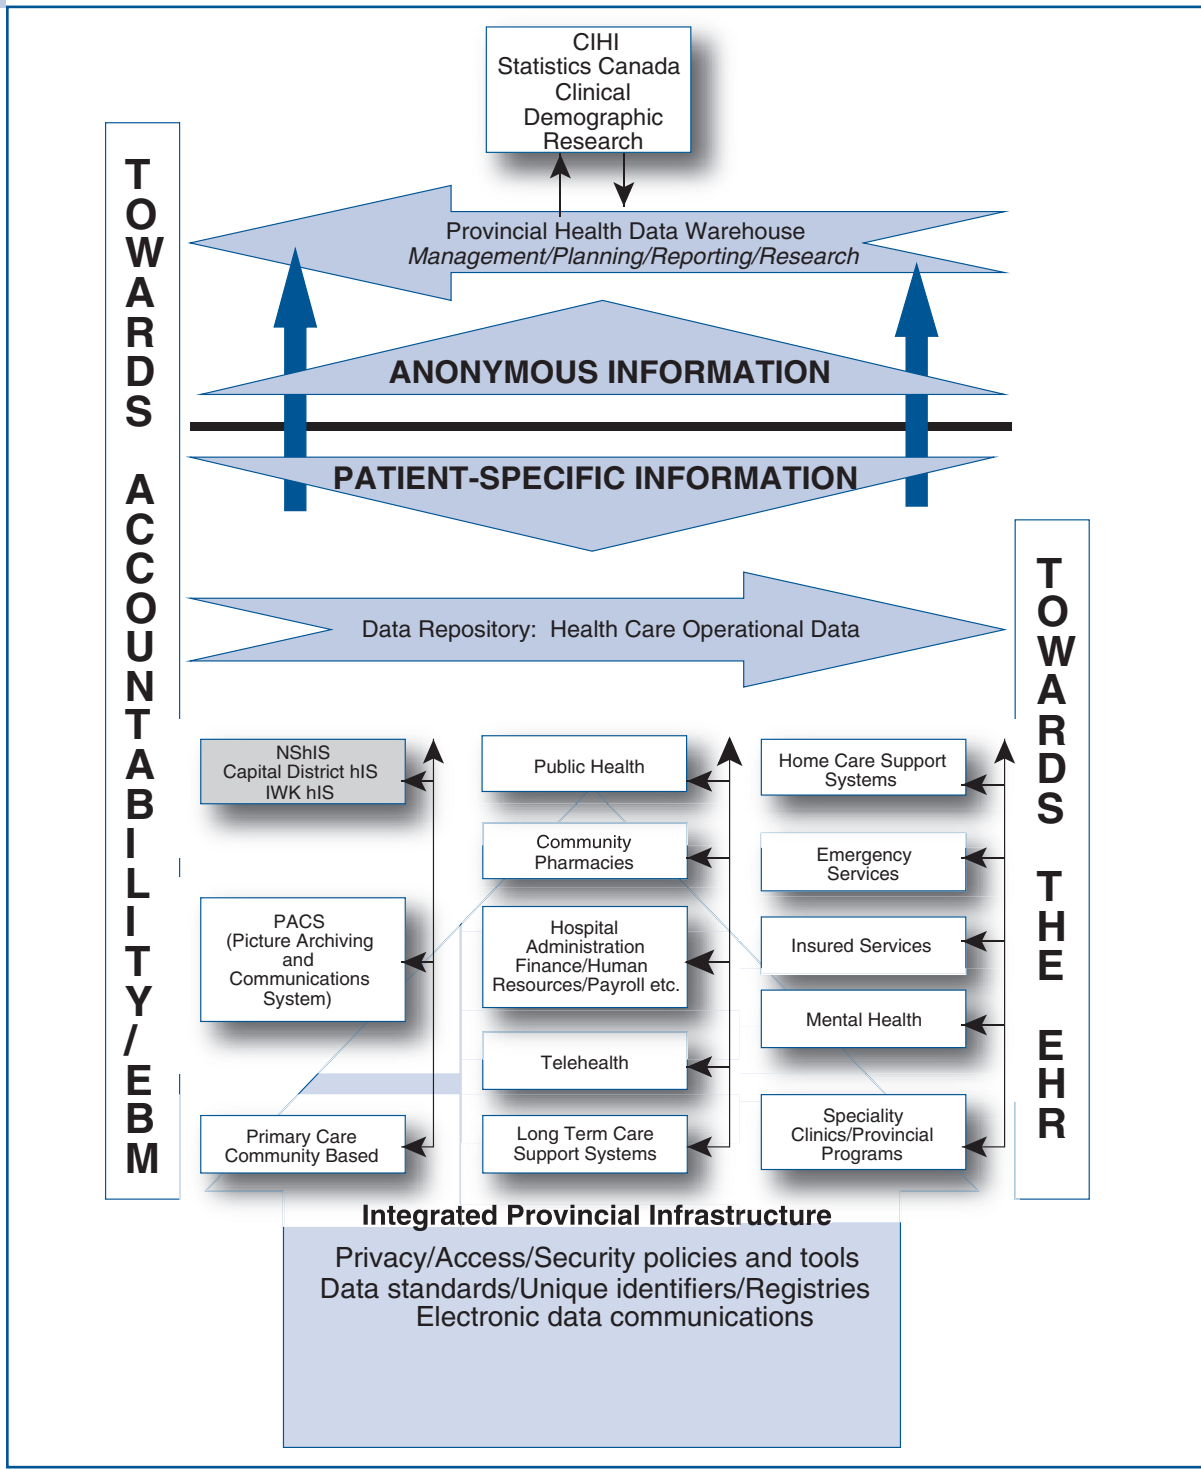 CIHI
Statistics Canada
Clinical
Demographic
Research
TOWARDS ACCOUNTABILITY/EBM
Provincial Health Data Warehouse
Management/Planning/Reporting/Research
ANONYMOUS INFORMATION
PATIENT-SPECIFIC INFORMATION
TOWARDS THE EHR
Data Repository: Health Care Operational Data
NShIS
Capital District hIS
IWK hIS
PACS
(Picture Archiving
and
Communications
System)
Primary Care
Community Based
Public Health
Community
Pharmacies
Hospital
Administration
Finance/Human
Resources/Payroll etc.
Telehealth
Long Term Care
Support Systems
Home Care Support
Systems
Emergency
Services
Insured Services
Mental Health
Speciality
Clinics/Provincial
Programs
Integrated Provincial Infrastructure
Privacy/Access/Security policies and tools
Data standards/Unique identifiers/Registries
Electronic data communications